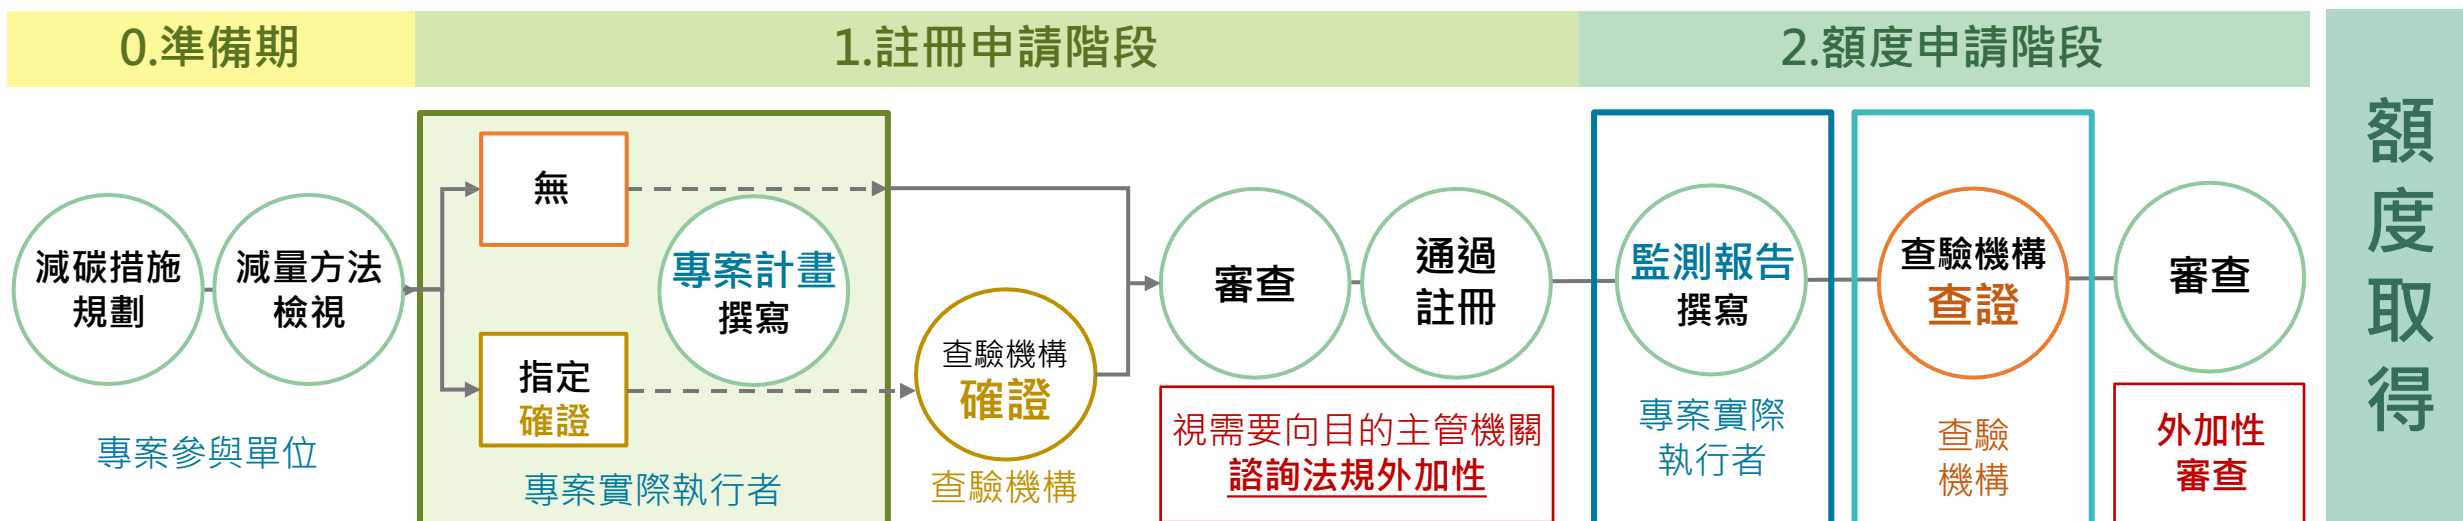 0.準備期
1.註冊申請階段
2.額度申請階段
減碳措施
規劃
減量方法
檢視
專案參與單位
無
指定
確證
專案計畫
撰寫
專案實際執行者
查驗機構
確證
查驗機構
審查
通過
註冊
視需要向目的主管機關
諮詢法規外加性
監測報告
撰寫
專案實際
執行者
查驗機構
查證
查驗
機構
審查
外加性
審查
額
度
取
得